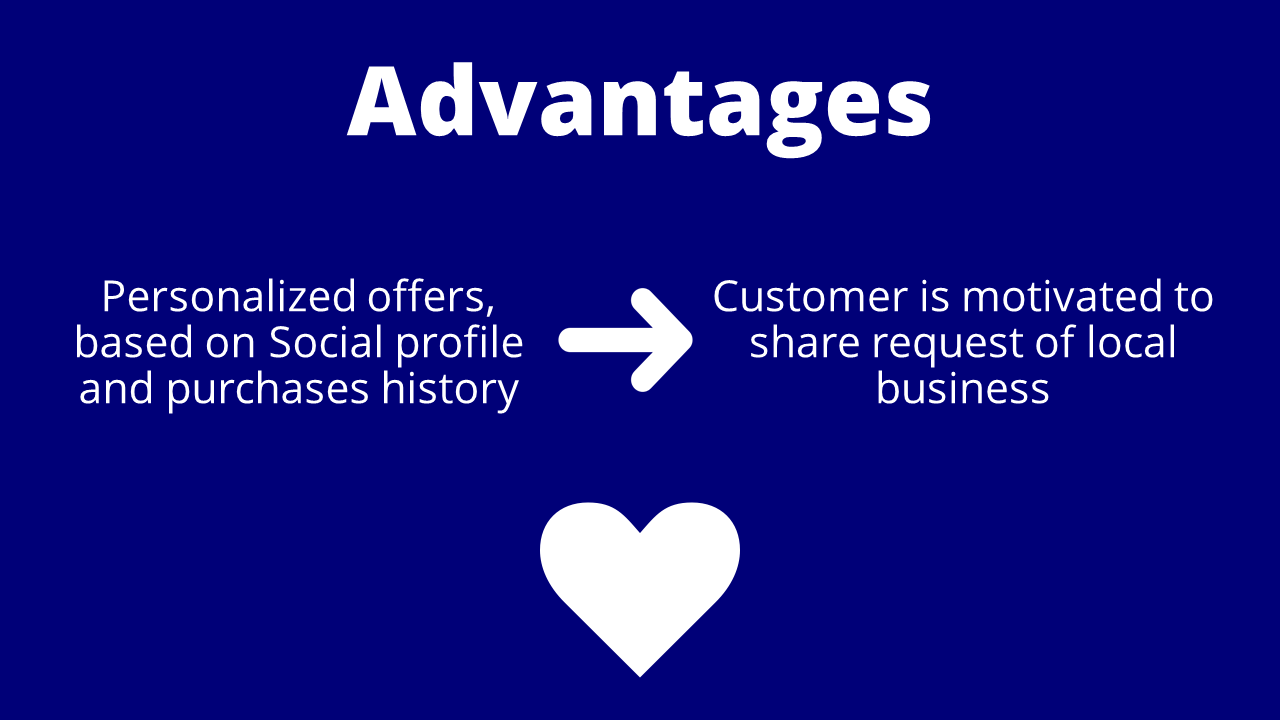 Advantages
Personalized offers,
based on Social profile
and purchases history
Customer is motivated to
share request of local
business